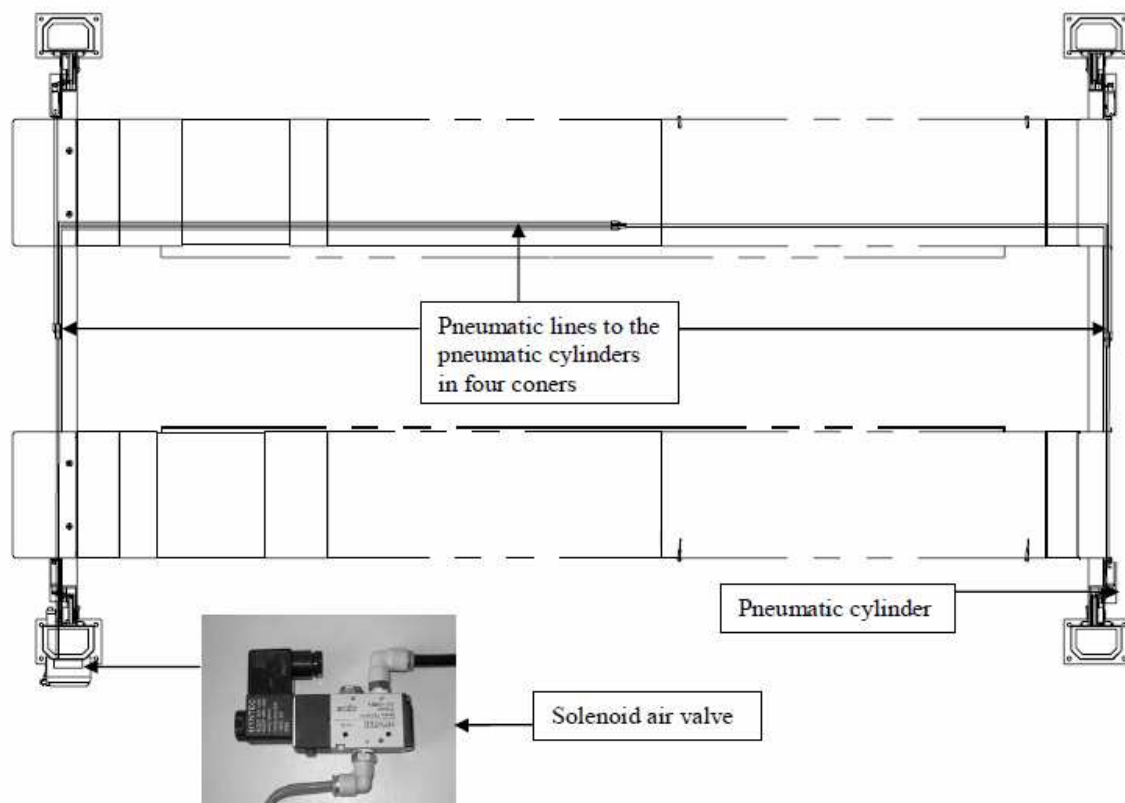 Pneumatic lines to the
pneumatic cylinders
in four coners
Pneumatic cylinder
Solenoid air valve